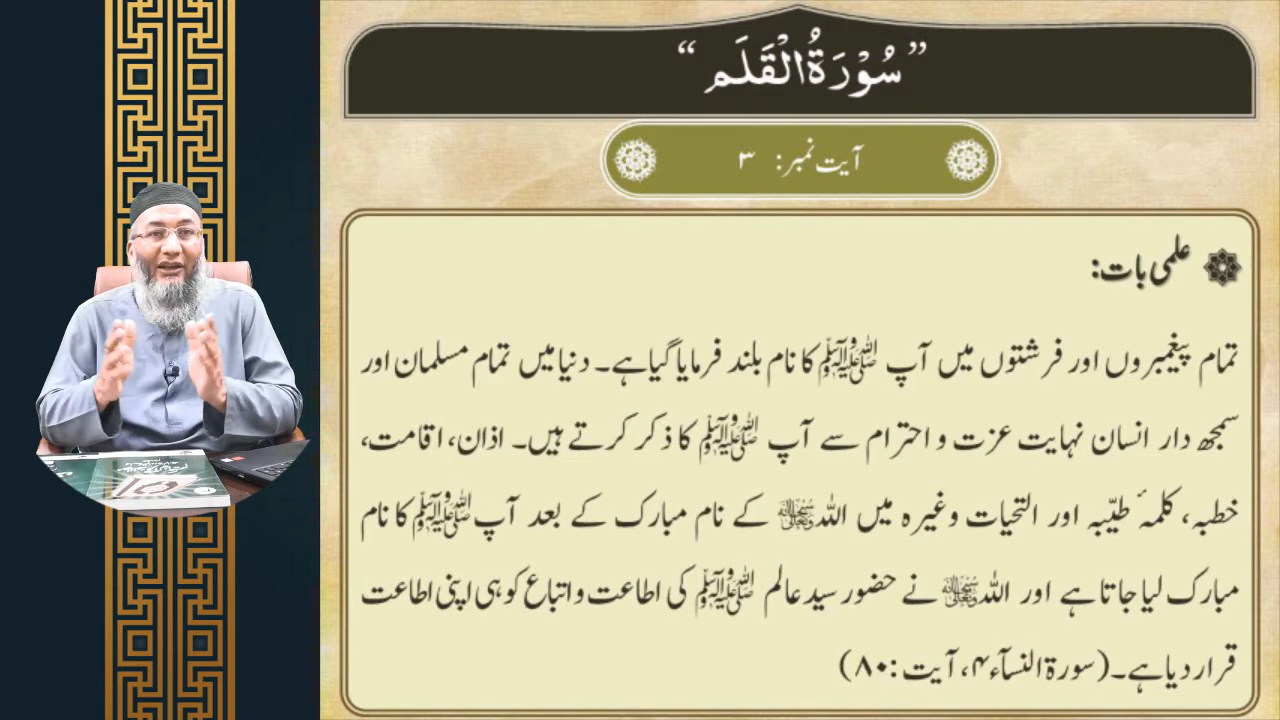 ”سُوْرَۃُ الْقَلَم“
آیت نمبر: ۳
علمی بات:
تمام پیغمبروں اور فرشتوں میں آپ ﷺ کا نام بلند فرمایا گیا ہے۔ دنیا میں تمام مسلمان اور
سمجھ دار انسان نہایت عزت و احترام سے آپ ﷺ کا ذکر کرتے ہیں۔ اذان، اقامت،
خطبہ، کلمہٴ طیّبہ اور التحیات وغیرہ میں اللہ کے نام مبارک کے بعد آپ ﷺ کا نام
مبارک لیا جاتا ہے اور اللہ نے حضور سید عالم ﷺ کی اطاعت و اتباع کو ہی اپنی اطاعت
قرار دیا ہے۔ (سورۃ النسآء ۴، آیت: ۸۰)